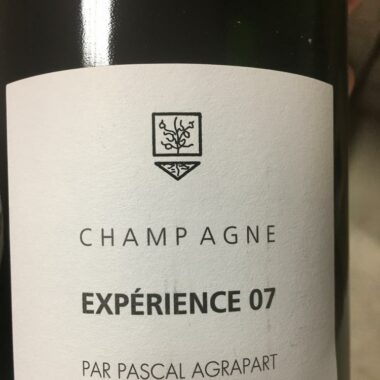 CHAMPAGNE
EXPÉRIENCE 07
PAR PASCAL AGRAPART